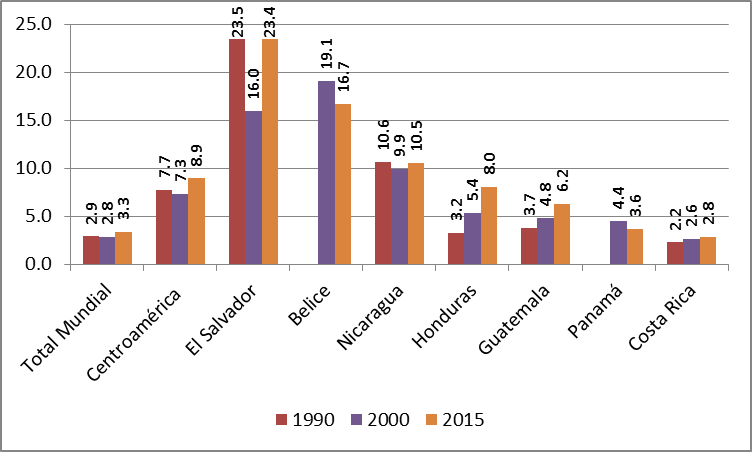 25.0
20.0
15.0
10.0
5.0
0.0
2.9 2.8 3.3
7.7 7.3 8.9
23.5 16.0 23.4
19.1 16.7
10.6 9.9 10.5
3.2 5.4 8.0
3.7 4.8 6.2
4.4 3.6
2.2 2.6 2.8
Total Mundial
Centroamérica
El Salvador
Belice
Nicaragua
Honduras
Guatemala
Panamá
Costa Rica
1990 2000 2015